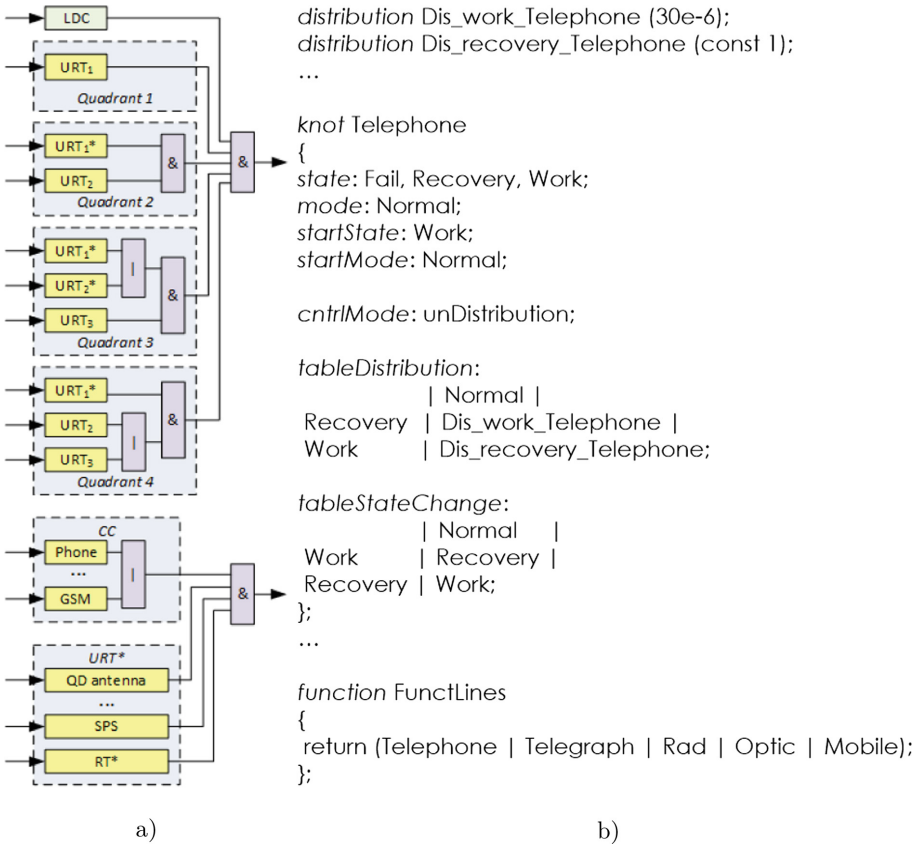 LDC
URT1
Quadrant 1
URT1*
URT2
&
Quadrant 2
URT1*
URT2*
|
URT3
&
Quadrant 3
URT1*
URT2
URT3
|
&
Quadrant 4
&
CC
Phone
...
GSM
|
&
URT*
QD antenna
...
SPS
RT*
a)
distribution Dis_work_Telephone (30e-6);
distribution Dis_recovery_Telephone (const 1);
...
knot Telephone
{
state: Fail, Recovery, Work;
mode: Normal;
startState: Work;
startMode: Normal;
cntrlMode: unDistribution;
tableDistribution:
| Normal |
Recovery | Dis_work_Telephone |
Work | Dis_recovery_Telephone;
tableStateChange:
| Normal |
Work | Recovery |
Recovery | Work;
};
...
function FunctLines
{
return (Telephone | Telegraph | Rad | Optic | Mobile);
};
b)